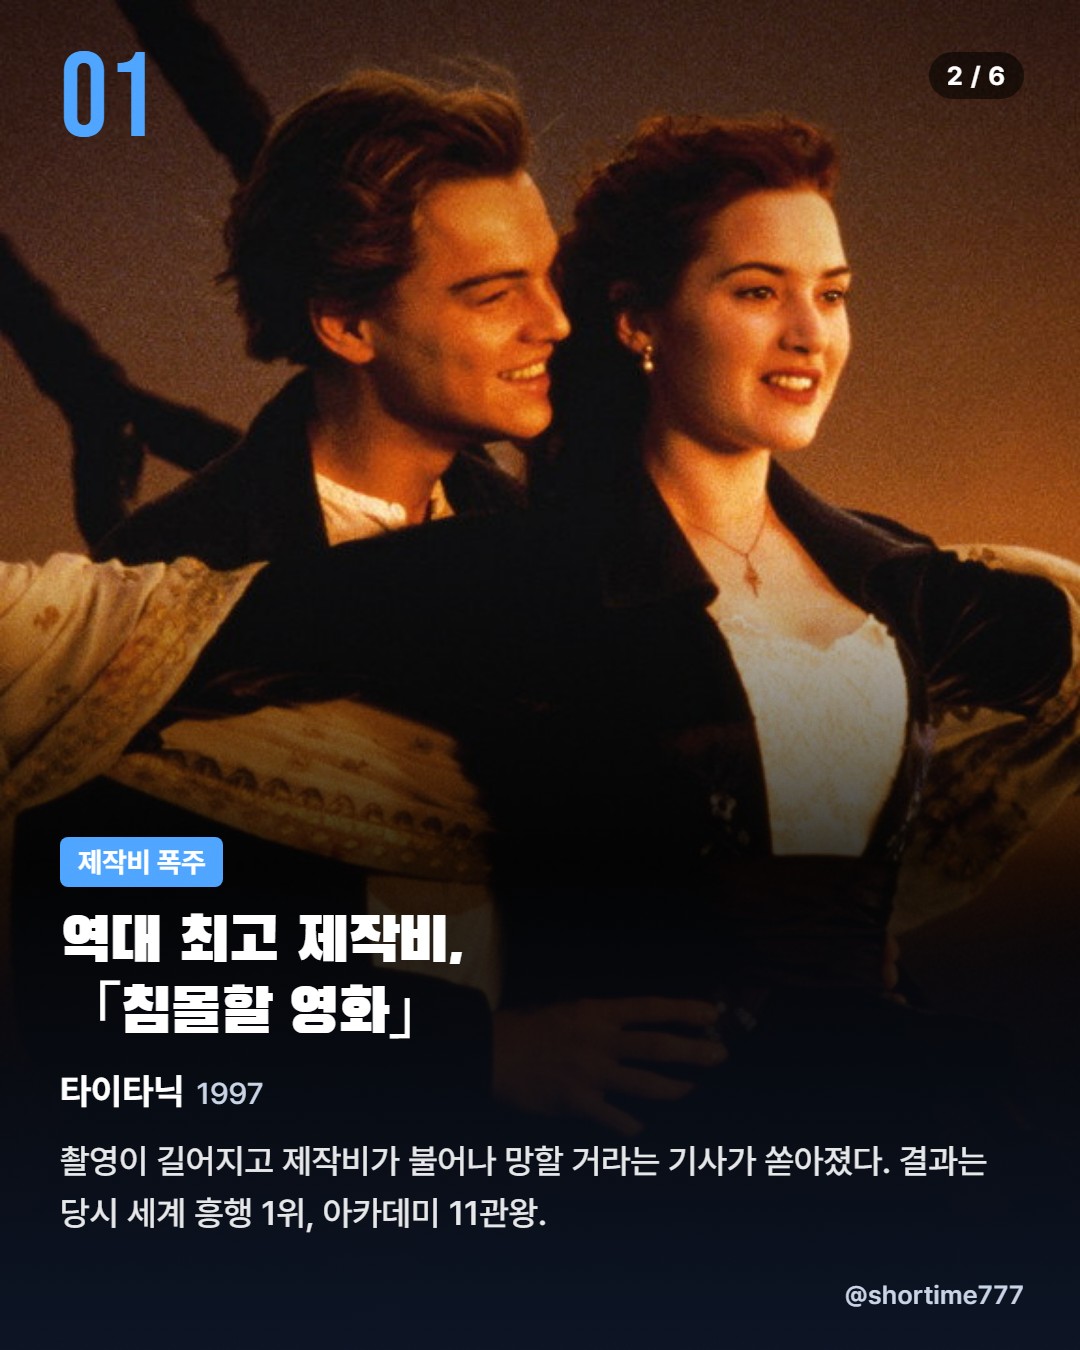 01
2 / 6
제작비 폭주
역대 최고 제작비,
「침몰할 영화」
타이타닉 1997
촬영이 길어지고 제작비가 불어나 망할 거라는 기사가 쏟아졌다. 결과는
당시 세계 흥행 1위, 아카데미 11관왕.
@shortime777